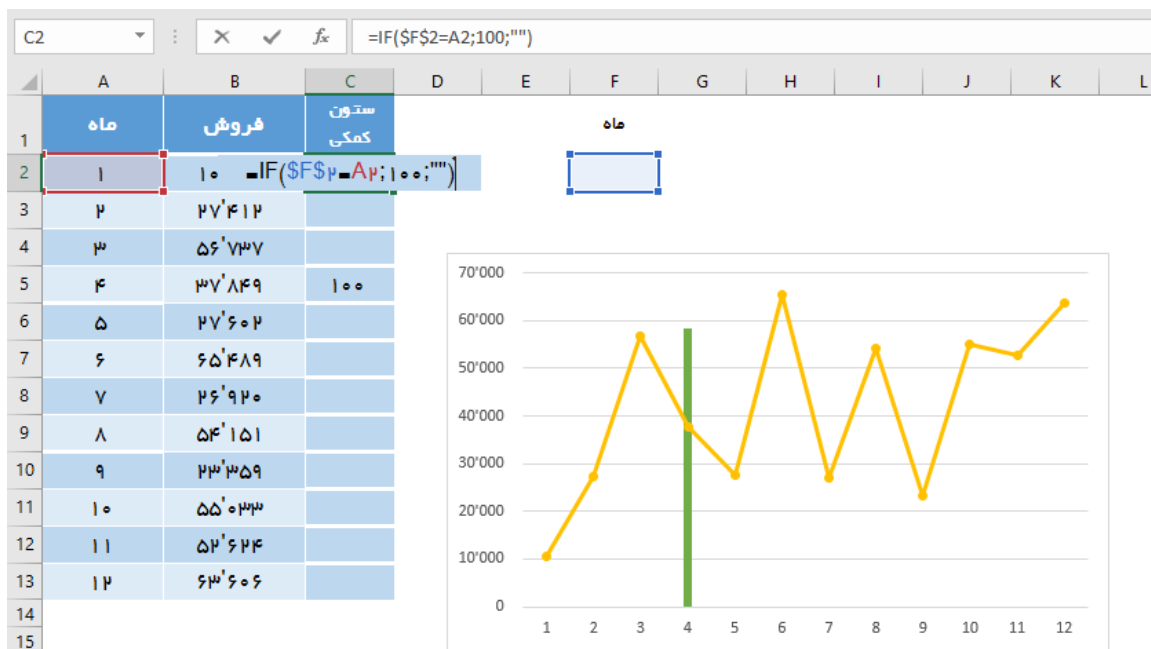 C2 fx =IF($F$2=A2;100;"")
A B C D E F G H I J K L
1 ماه فروش ستون کمکی ماه
2 ۱ ۱۰ =IF($F$۲=A۲;۱۰۰;"")
3 ۲ ۲۷'۴۱۲
4 ۳ ۵۶'۷۳۷
5 ۴ ۳۷'۸۴۹ ۱۰۰
6 ۵ ۲۷'۶۰۲
7 ۶ ۶۵'۴۸۹
8 ۷ ۲۶'۹۲۰
9 ۸ ۵۴'۱۵۱
10 ۹ ۲۳'۳۵۹
11 ۱۰ ۵۵'۰۳۳
12 ۱۱ ۵۲'۶۲۴
13 ۱۲ ۶۳'۶۰۶
14
15
70'000
60'000
50'000
40'000
30'000
20'000
10'000
0
1 2 3 4 5 6 7 8 9 10 11 12